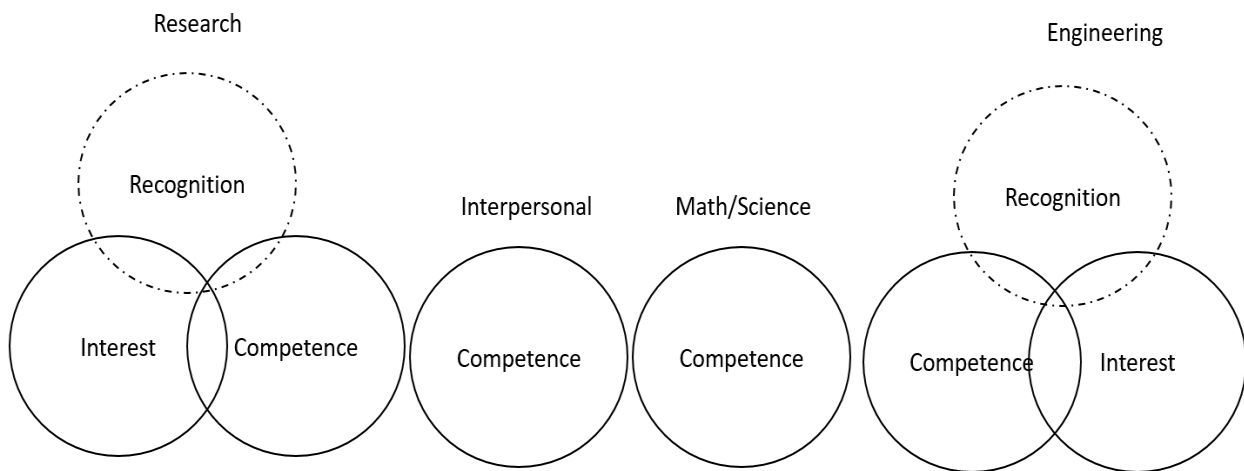 Research
Engineering
Recognition
Recognition
Interpersonal
Math/Science
Interest
Competence
Competence
Competence
Competence
Interest